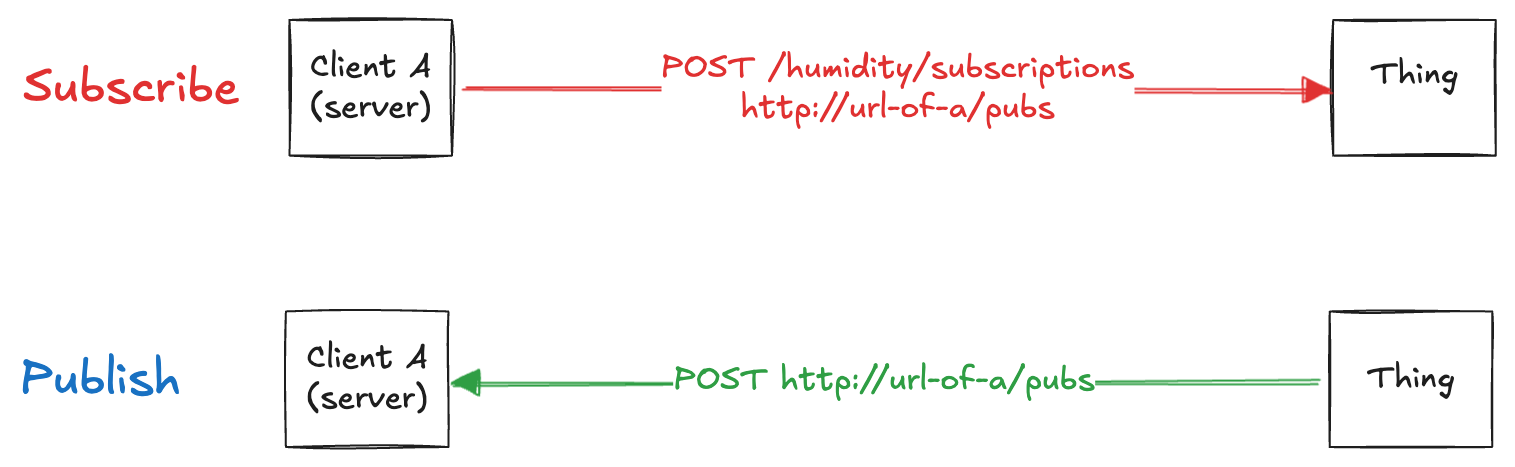 Subscribe
Client A
(server)
POST /humidity/subscriptions
http://url-of-a/pubs
Thing
Publish
Client A
(server)
POST http://url-of-a/pubs
Thing